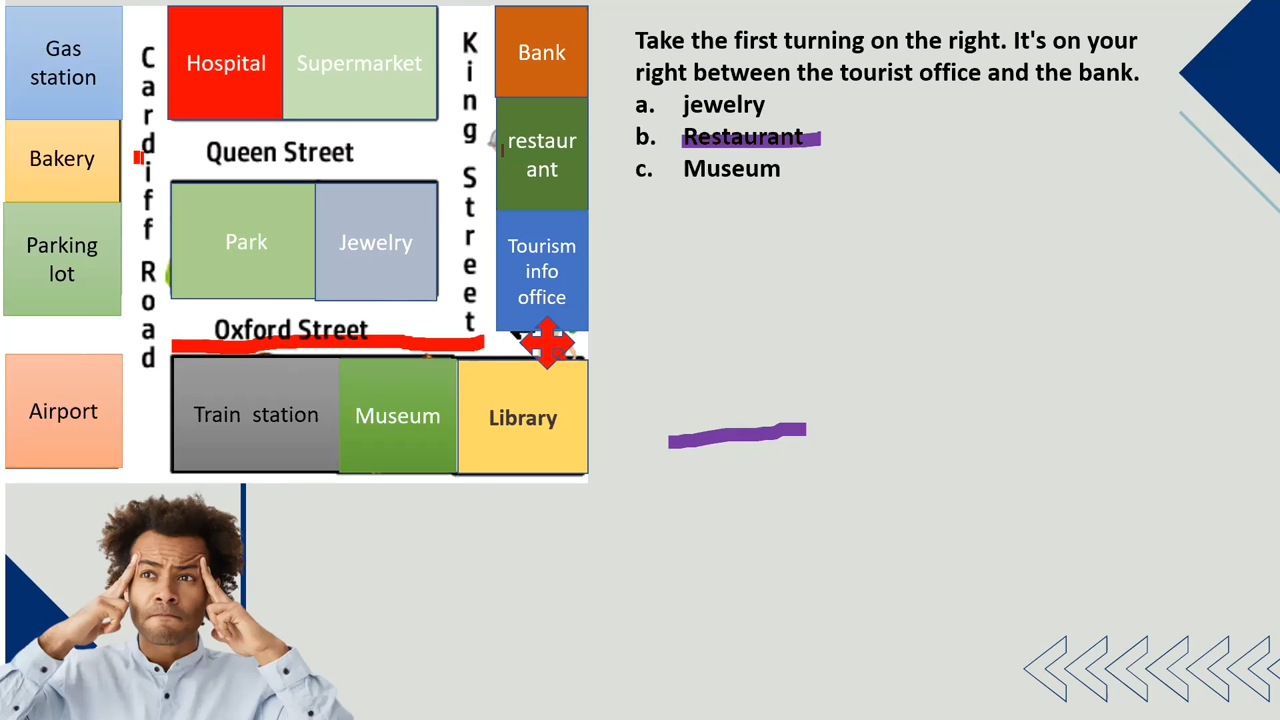 Gas
station
Bakery
Parking
lot
Airport
Cardiff Road
Hospital
Supermarket
Queen Street
Park
Jewelry
Oxford Street
Train station
Museum
Library
King Street
Bank
restaur
ant
Tourism
info
office
Take the first turning on the right. It's on your
right between the tourist office and the bank.
a. jewelry
b. Restaurant
c. Museum